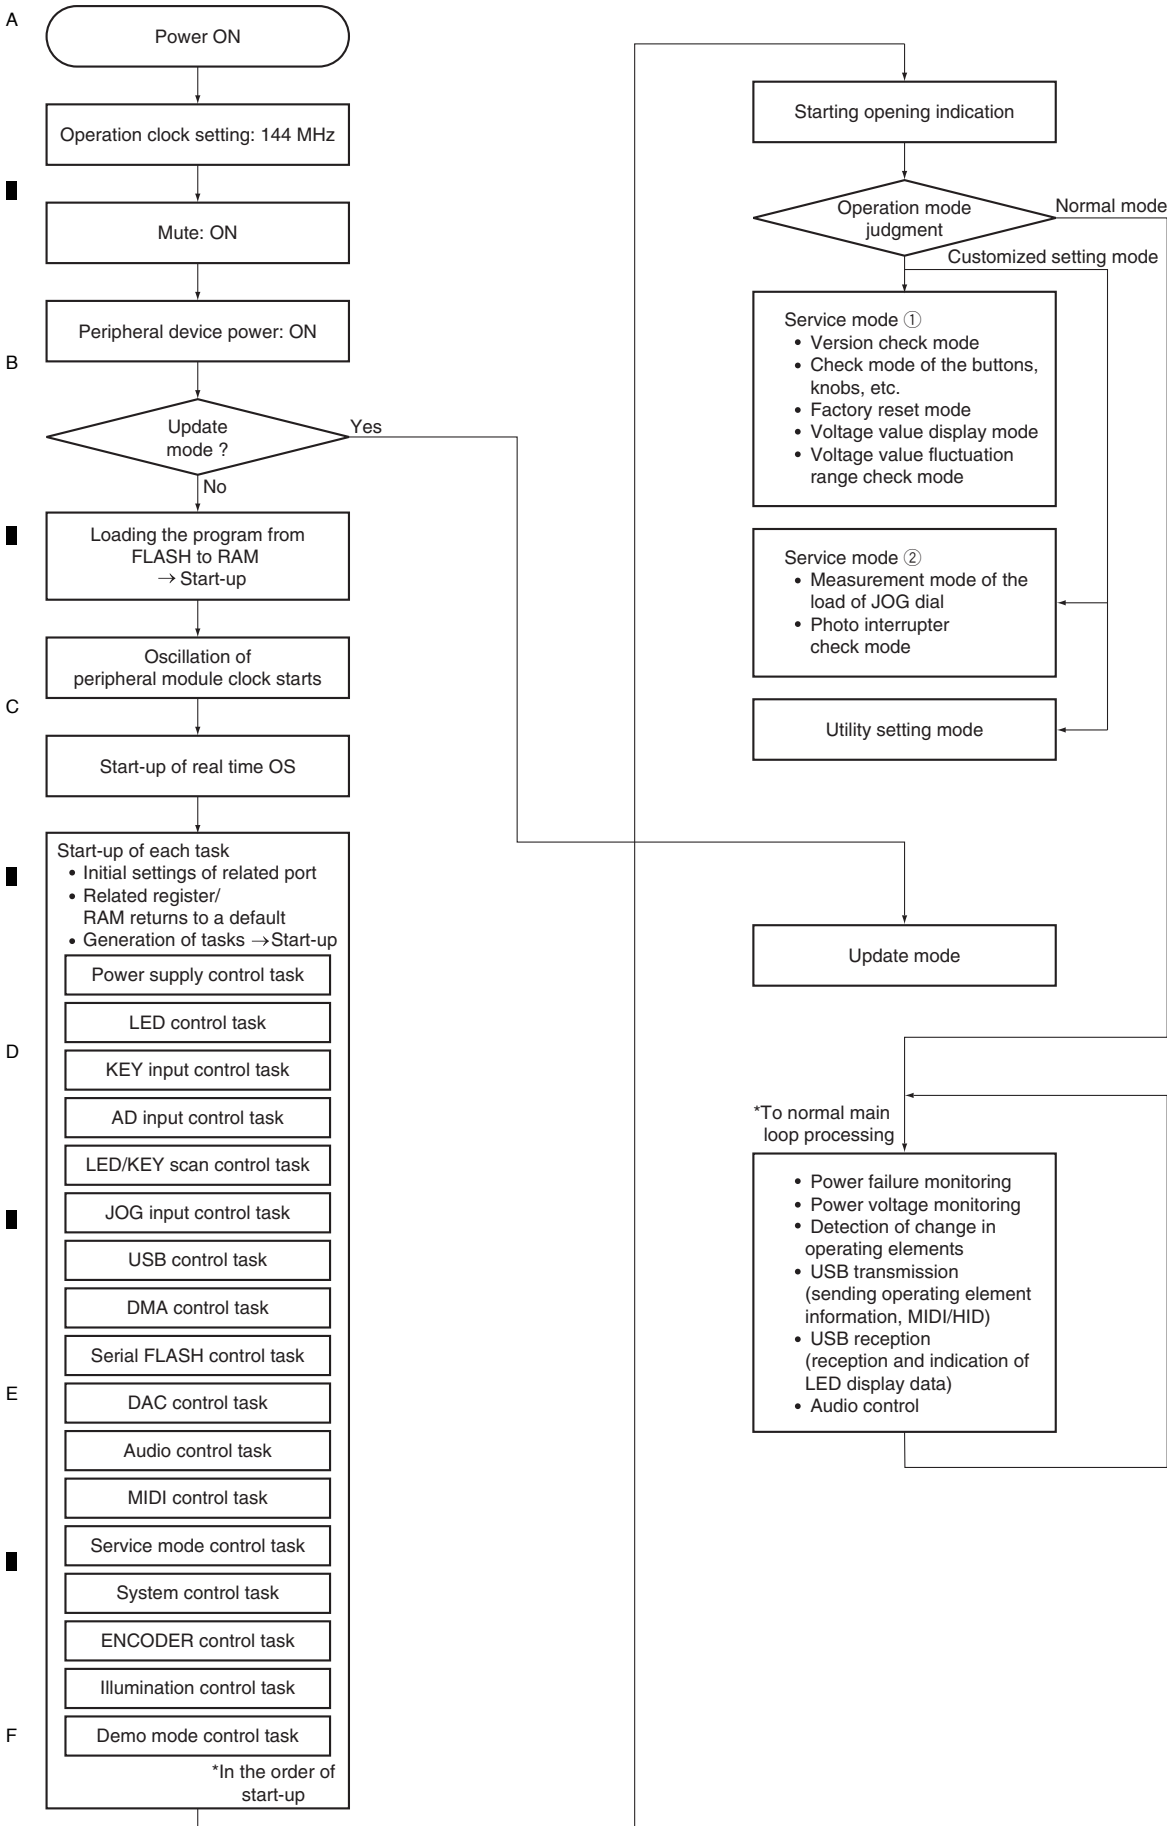 A
Power ON
Operation clock setting: 144 MHz
Mute: ON
Peripheral device power: ON
B
Update
mode ?
Yes
No
Loading the program from
FLASH to RAM
→ Start-up
Oscillation of
peripheral module clock starts
C
Start-up of real time OS
Start-up of each task
• Initial settings of related port
• Related register/
RAM returns to a default
• Generation of tasks → Start-up
Power supply control task
LED control task
D
KEY input control task
AD input control task
LED/KEY scan control task
JOG input control task
USB control task
DMA control task
Serial FLASH control task
E
DAC control task
Audio control task
MIDI control task
Service mode control task
System control task
ENCODER control task
Illumination control task
F
Demo mode control task
*In the order of
start-up
Starting opening indication
Operation mode
judgment
Normal mode
Customized setting mode
Service mode ①
• Version check mode
• Check mode of the buttons,
knobs, etc.
• Factory reset mode
• Voltage value display mode
• Voltage value fluctuation
range check mode
Service mode ②
• Measurement mode of the
load of JOG dial
• Photo interrupter
check mode
Utility setting mode
Update mode
*To normal main
loop processing
• Power failure monitoring
• Power voltage monitoring
• Detection of change in
operating elements
• USB transmission
(sending operating element
information, MIDI/HID)
• USB reception
(reception and indication of
LED display data)
• Audio control